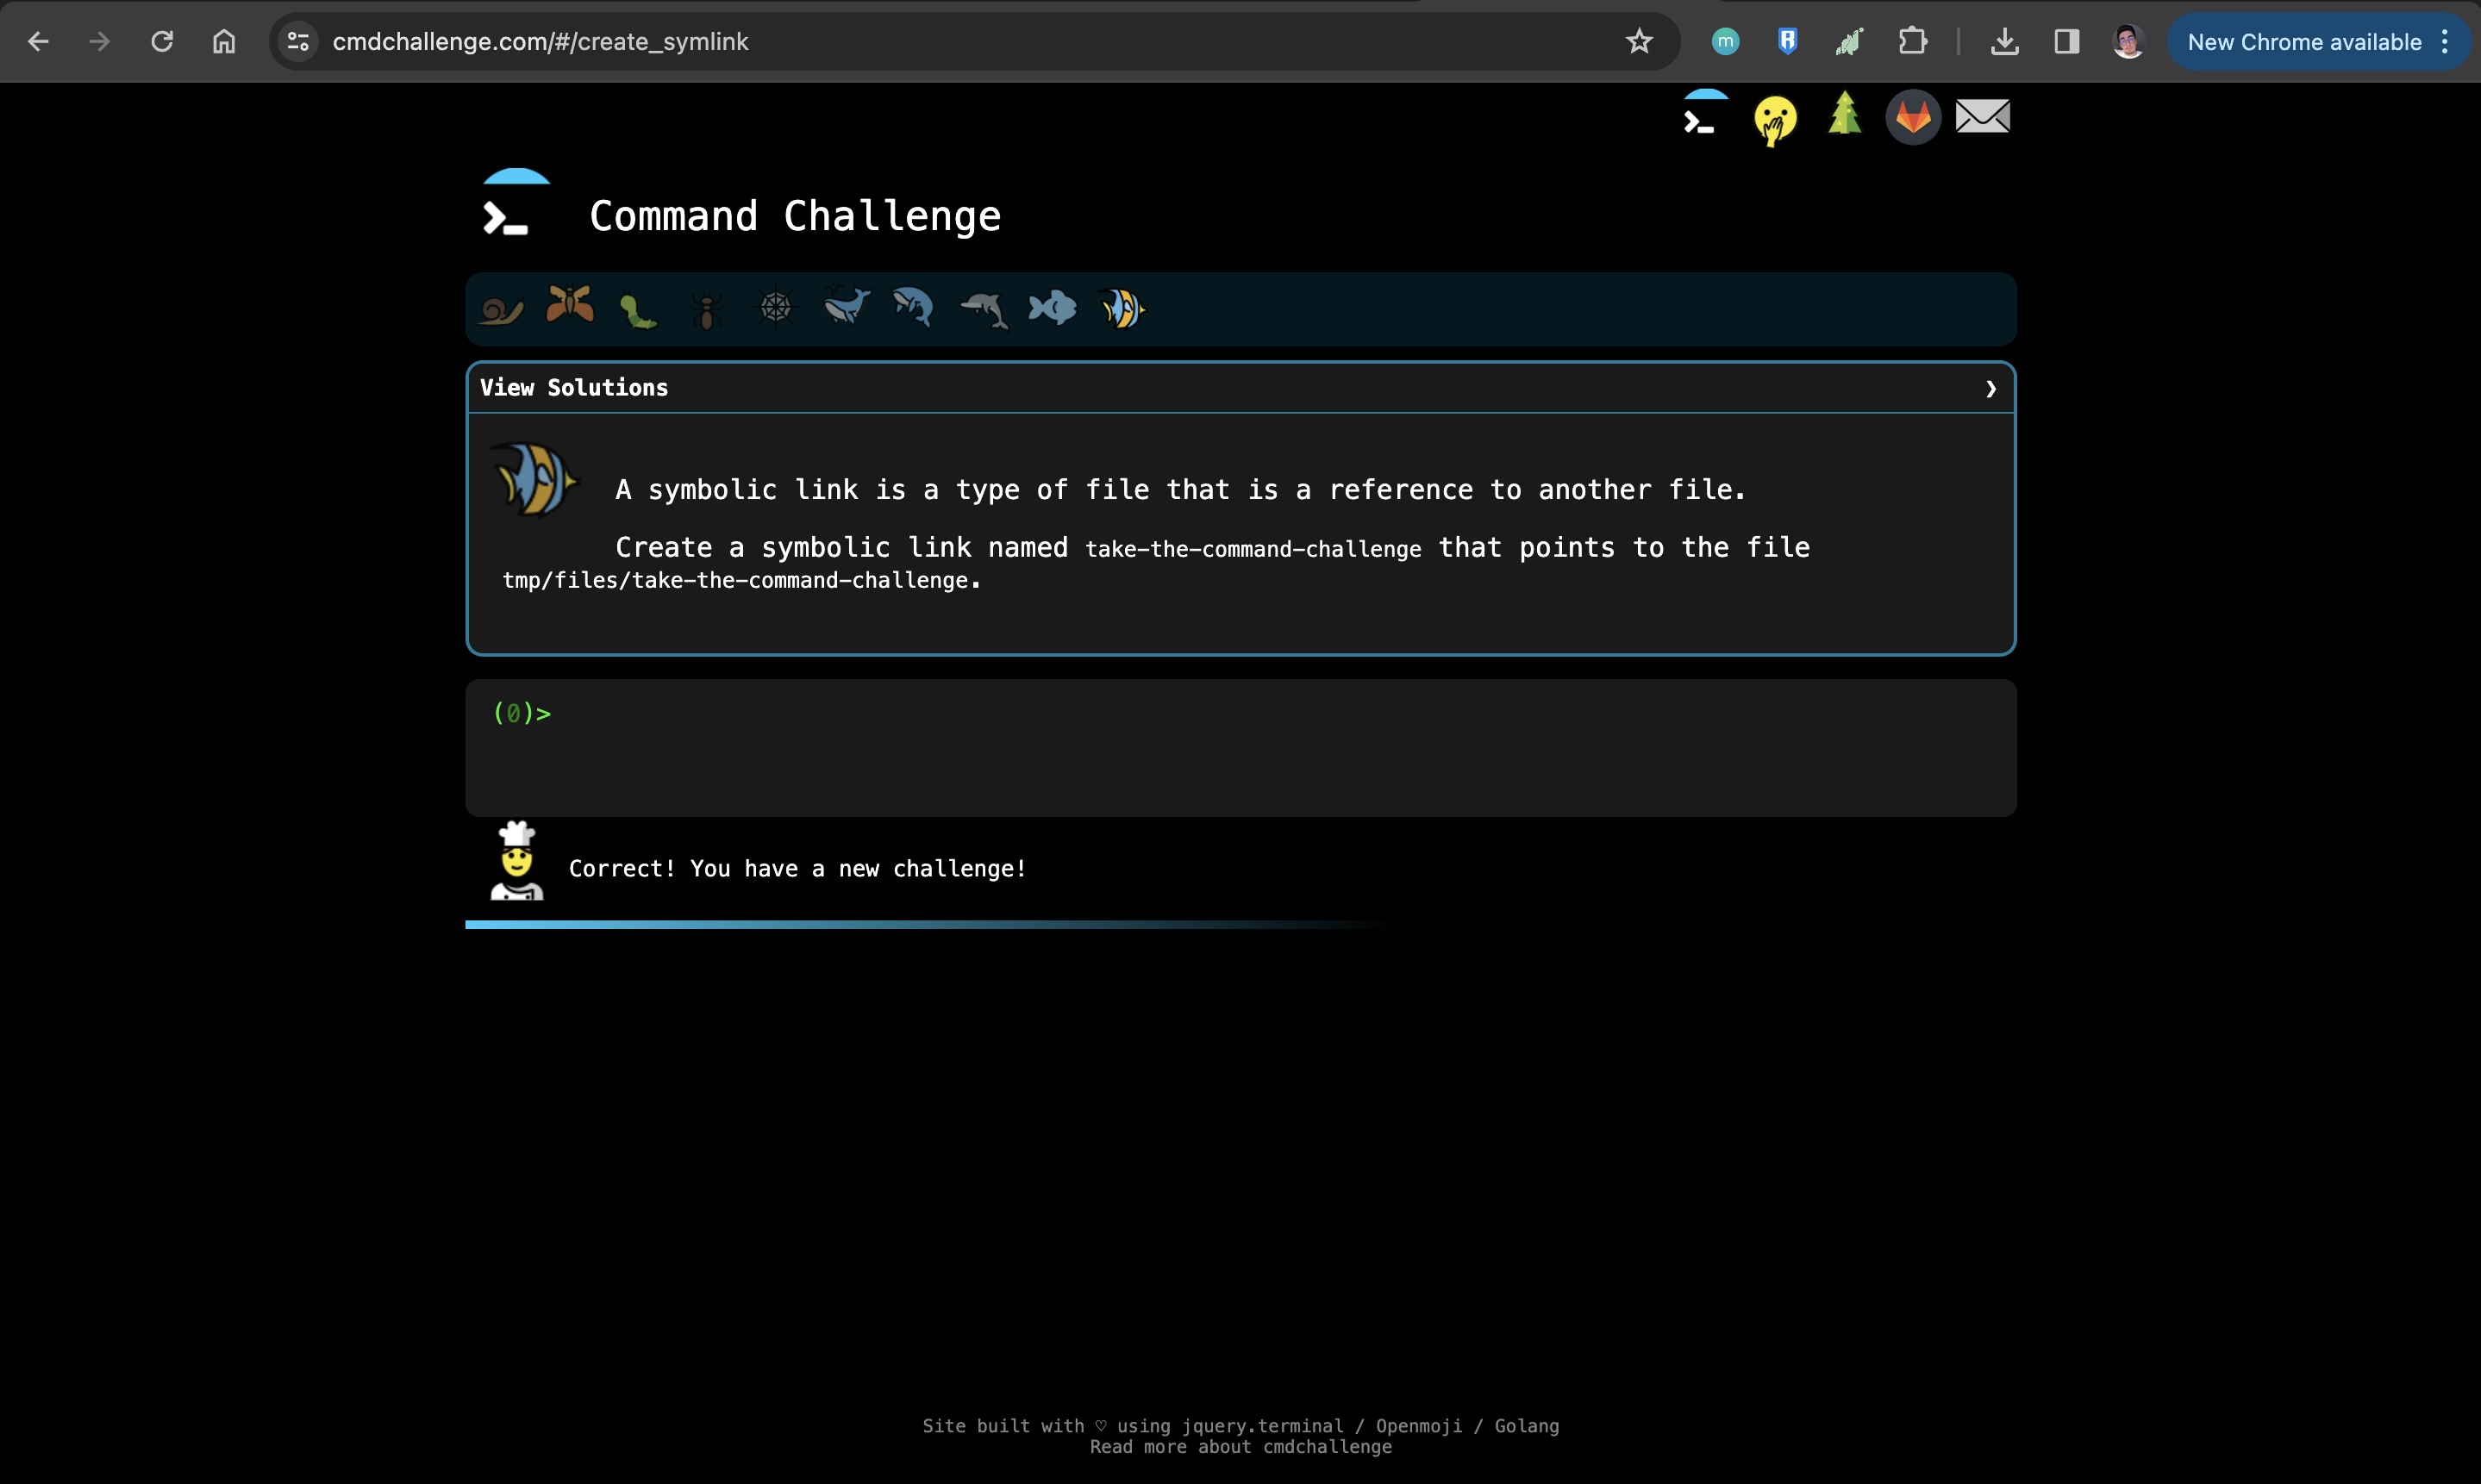 cmdchallenge.com/#/create_symlink
m
New Chrome available
Command Challenge
View Solutions
A symbolic link is a type of file that is a reference to another file.
Create a symbolic link named take-the-command-challenge that points to the file
tmp/files/take-the-command-challenge.
(0)>
Correct! You have a new challenge!
Site built with ♡ using jquery.terminal / Openmoji / Golang
Read more about cmdchallenge